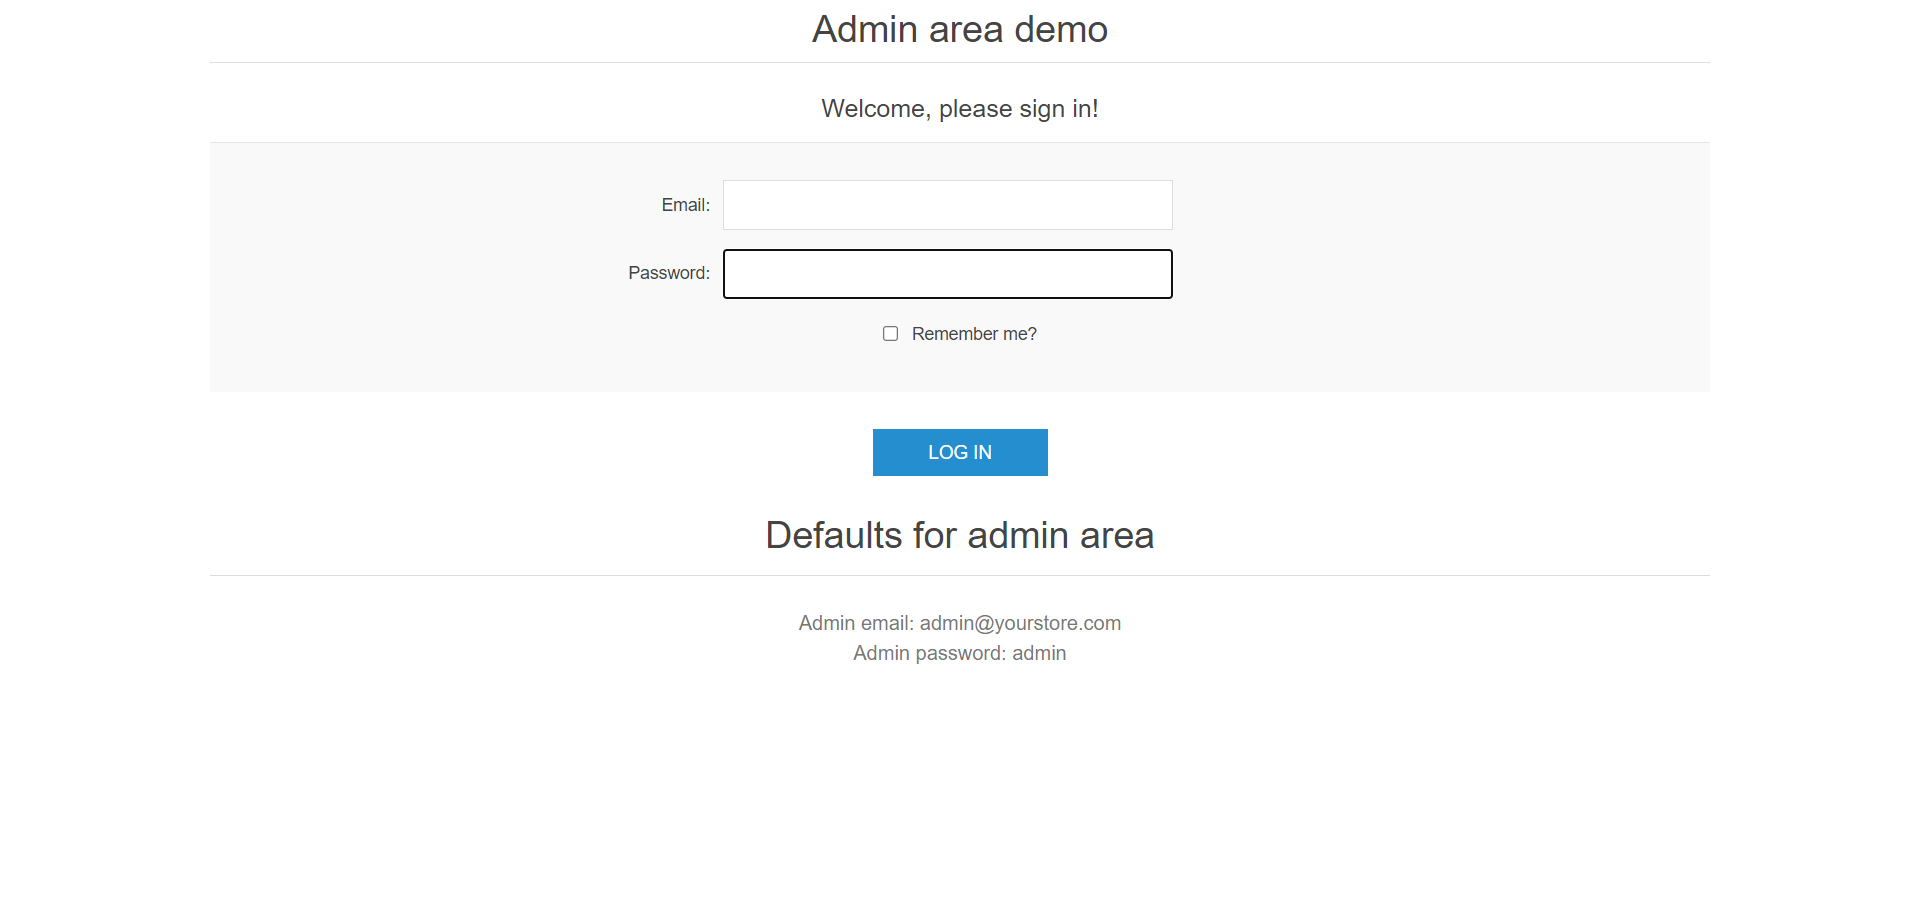 Admin area demo
Welcome, please sign in!
Email:
Password:
Remember me?
LOG IN
Defaults for admin area
Admin email: admin@yourstore.com
Admin password: admin